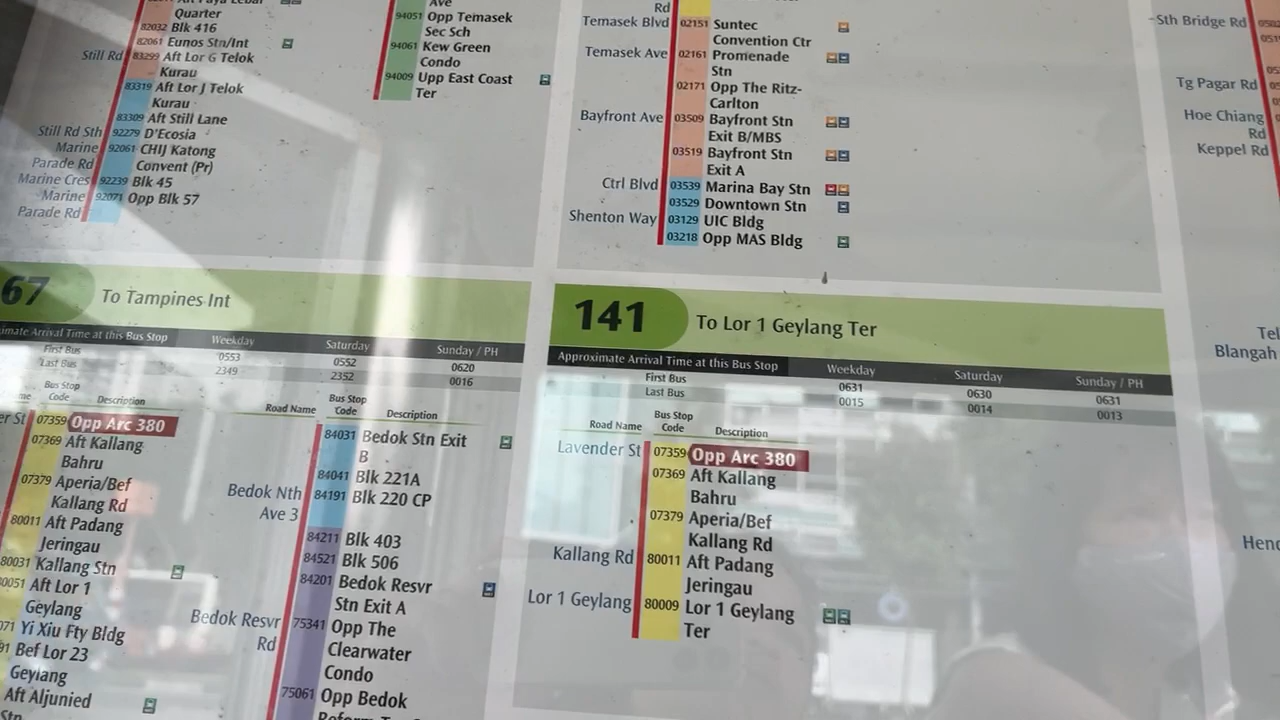 Quarter
82032 Blk 416
82061 Eunos Stn/Int
Still Rd 83299 Aft Lor G Telok
Kurau
83319 Aft Lor J Telok
Kurau
83309 Aft Still Lane
Still Rd Sth 92279 D'Ecosia
Marine 92061 CHIJ Katong
Parade Rd Convent (Pr)
Marine Cres 92239 Blk 45
Marine 92071 Opp Blk 57
Parade Rd
Ave
94051 Opp Temasek
Sec Sch
94061 Kew Green
Condo
94009 Upp East Coast
Ter
Rd
Temasek Blvd 02151 Suntec
Convention Ctr
Temasek Ave 02161 Promenade
Stn
02171 Opp The Ritz-
Carlton
Bayfront Ave 03509 Bayfront Stn
Exit B/MBS
03519 Bayfront Stn
Exit A
Ctrl Blvd 03539 Marina Bay Stn
03529 Downtown Stn
Shenton Way 03129 UIC Bldg
03218 Opp MAS Bldg
Sth Bridge Rd
Tg Pagar Rd
Hoe Chiang
Rd
Keppel Rd
Blangah
67 To Tampines Int
imate Arrival Time at this Bus Stop Weekday Saturday Sunday / PH
First Bus 0553 0552 0620
Last Bus 2349 2352 0016
Bus Stop
Code Description
07359 Opp Arc 380
07369 Aft Kallang
Bahru
07379 Aperia/Bef
Kallang Rd
80011 Aft Padang
Jeringau
80031 Kallang Stn
0051 Aft Lor 1
Geylang
071 Yi Xiu Fty Bldg
91 Bef Lor 23
Geylang
Aft Aljunied
Stn
Road Name Bus Stop Code Description
84031 Bedok Stn Exit
B
84041 Blk 221A
Bedok Nth 84191 Blk 220 CP
Ave 3
84211 Blk 403
84521 Blk 506
84201 Bedok Resvr
Stn Exit A
Bedok Resvr 75341 Opp The
Rd Clearwater
Condo
75061 Opp Bedok
141 To Lor 1 Geylang Ter
Approximate Arrival Time at this Bus Stop Weekday Saturday Sunday / PH
First Bus 0631 0630 0631
Last Bus 0015 0014 0013
Road Name Bus Stop Code Description
Lavender St 07359 Opp Arc 380
07369 Aft Kallang
Bahru
07379 Aperia/Bef
Kallang Rd
Kallang Rd 80011 Aft Padang
Jeringau
Lor 1 Geylang 80009 Lor 1 Geylang
Ter